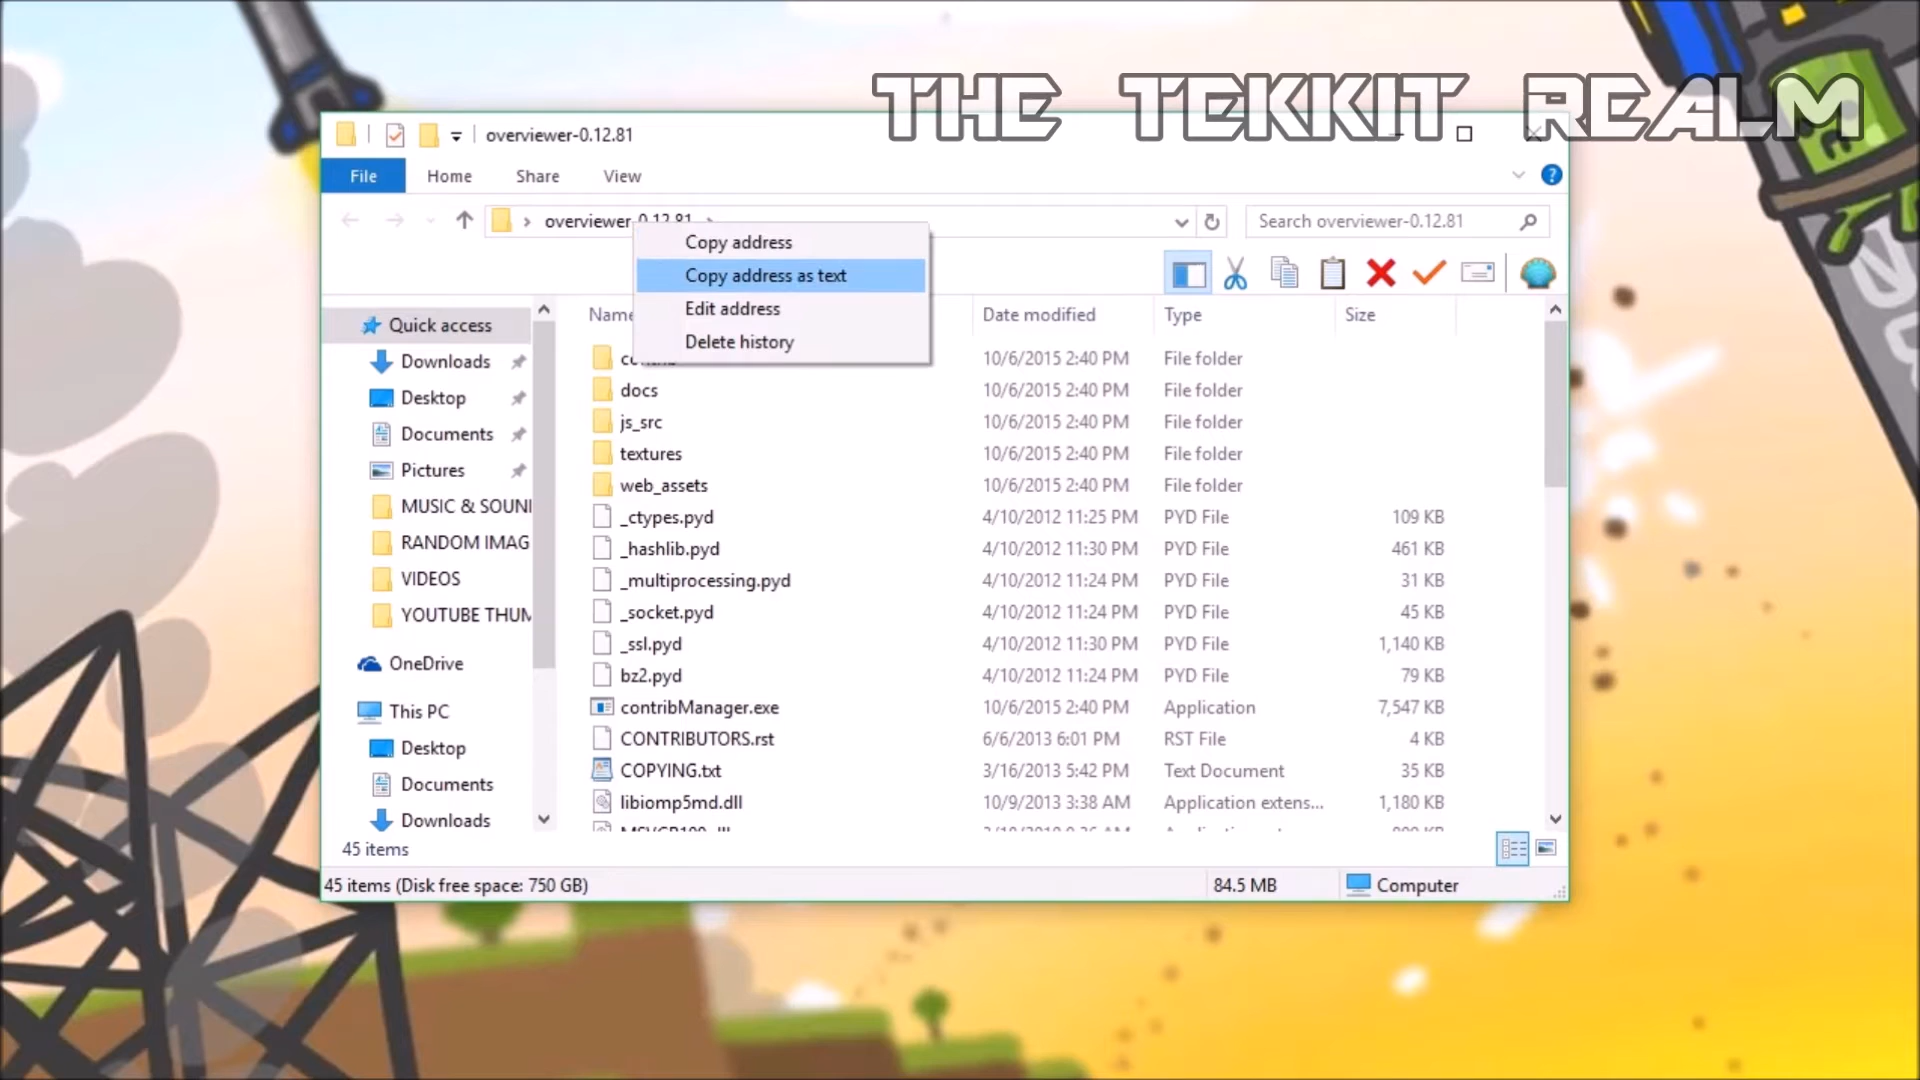 THE TEKKIT REALM
overviewer-0.12.81
File Home Share View
overviewer-0.12.81
Search overviewer-0.12.81
Copy address
Copy address as text
Edit address
Delete history
Name Date modified Type Size
Quick access
Downloads
Desktop
Documents
Pictures
MUSIC & SOUN
RANDOM IMAG
VIDEOS
YOUTUBE THUM
OneDrive
This PC
Desktop
Documents
Downloads
10/6/2015 2:40 PM File folder
docs 10/6/2015 2:40 PM File folder
js_src 10/6/2015 2:40 PM File folder
textures 10/6/2015 2:40 PM File folder
web_assets 10/6/2015 2:40 PM File folder
_ctypes.pyd 4/10/2012 11:25 PM PYD File 109 KB
_hashlib.pyd 4/10/2012 11:30 PM PYD File 461 KB
_multiprocessing.pyd 4/10/2012 11:24 PM PYD File 31 KB
_socket.pyd 4/10/2012 11:24 PM PYD File 45 KB
_ssl.pyd 4/10/2012 11:30 PM PYD File 1,140 KB
bz2.pyd 4/10/2012 11:24 PM PYD File 79 KB
contribManager.exe 10/6/2015 2:40 PM Application 7,547 KB
CONTRIBUTORS.rst 6/6/2013 6:01 PM RST File 4 KB
COPYING.txt 3/16/2013 5:42 PM Text Document 35 KB
libiomp5md.dll 10/9/2013 3:38 AM Application extens... 1,180 KB
45 items
45 items (Disk free space: 750 GB) 84.5 MB Computer